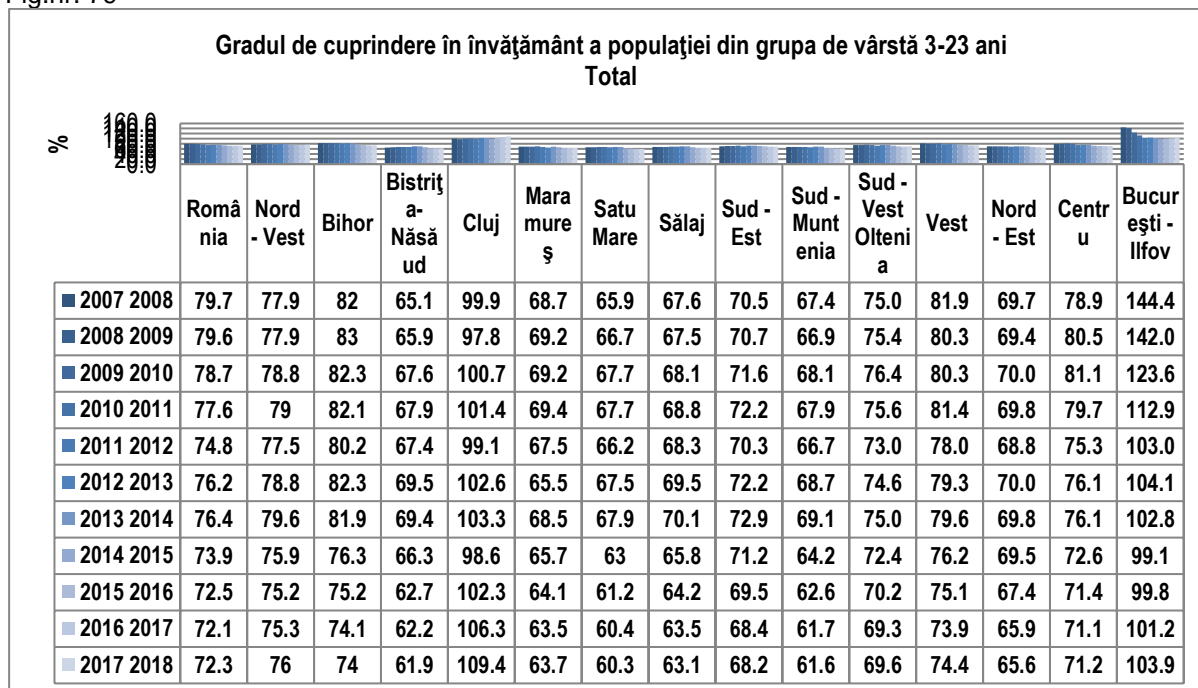 Gradul de cuprindere în învăţământ a populaţiei din grupa de vârstă 3-23 ani
Total
%
Româ
nia
Nord
- Vest
Bihor
Bistriţ
a-
Năsă
ud
Cluj
Mara
mure
ş
Satu
Mare
Sălaj
Sud -
Est
Sud -
Munt
enia
Sud -
Vest
Olteni
a
Vest
Nord
- Est
Centr
u
Bucur
eşti -
Ilfov
2007 2008 79.7 77.9 82 65.1 99.9 68.7 65.9 67.6 70.5 67.4 75.0 81.9 69.7 78.9 144.4
2008 2009 79.6 77.9 83 65.9 97.8 69.2 66.7 67.5 70.7 66.9 75.4 80.3 69.4 80.5 142.0
2009 2010 78.7 78.8 82.3 67.6 100.7 69.2 67.7 68.1 71.6 68.1 76.4 80.3 70.0 81.1 123.6
2010 2011 77.6 79 82.1 67.9 101.4 69.4 67.7 68.8 72.2 67.9 75.6 81.4 69.8 79.7 112.9
2011 2012 74.8 77.5 80.2 67.4 99.1 67.5 66.2 68.3 70.3 66.7 73.0 78.0 68.8 75.3 103.0
2012 2013 76.2 78.8 82.3 69.5 102.6 65.5 67.5 69.5 72.2 68.7 74.6 79.3 70.0 76.1 104.1
2013 2014 76.4 79.6 81.9 69.4 103.3 68.5 67.9 70.1 72.9 69.1 75.0 79.6 69.8 76.1 102.8
2014 2015 73.9 75.9 76.3 66.3 98.6 65.7 63 65.8 71.2 64.2 72.4 76.2 69.5 72.6 99.1
2015 2016 72.5 75.2 75.2 62.7 102.3 64.1 61.2 64.2 69.5 62.6 70.2 75.1 67.4 71.4 99.8
2016 2017 72.1 75.3 74.1 62.2 106.3 63.5 60.4 63.5 68.4 61.7 69.3 73.9 65.9 71.1 101.2
2017 2018 72.3 76 74 61.9 109.4 63.7 60.3 63.1 68.2 61.6 69.6 74.4 65.6 71.2 103.9